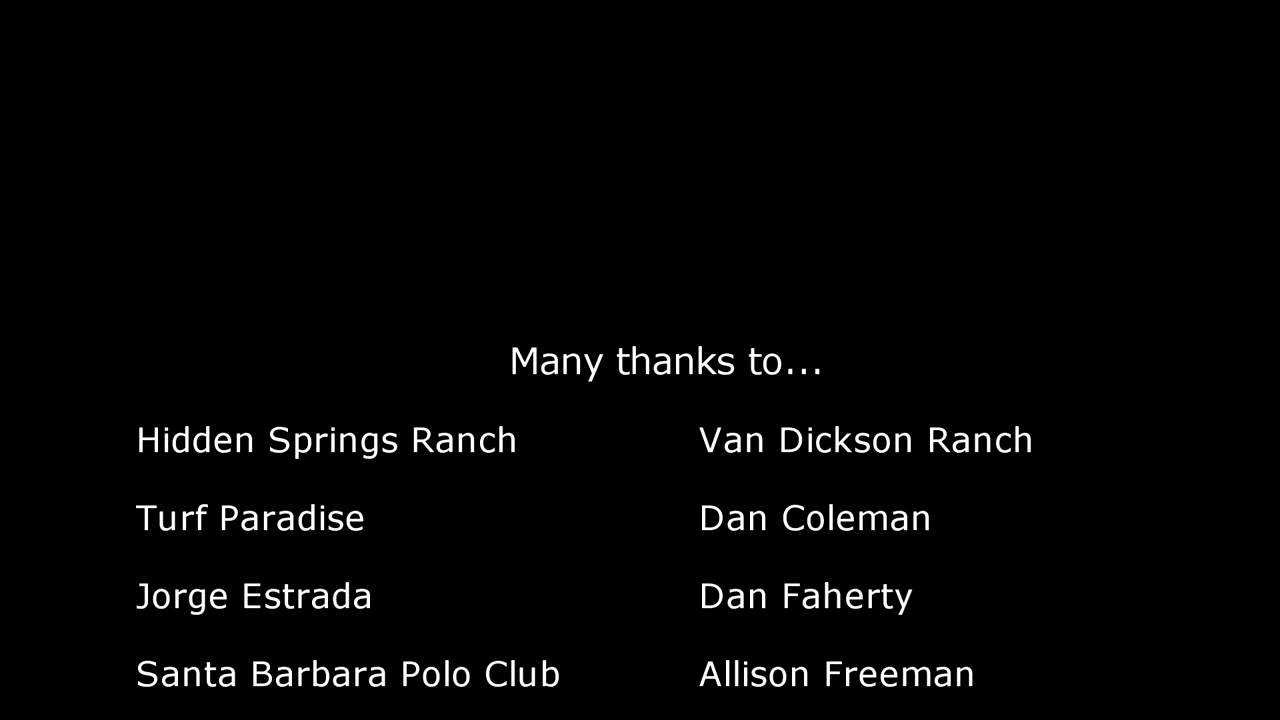 Many thanks to...
Hidden Springs Ranch
Van Dickson Ranch
Turf Paradise
Dan Coleman
Jorge Estrada
Dan Faherty
Santa Barbara Polo Club
Allison Freeman